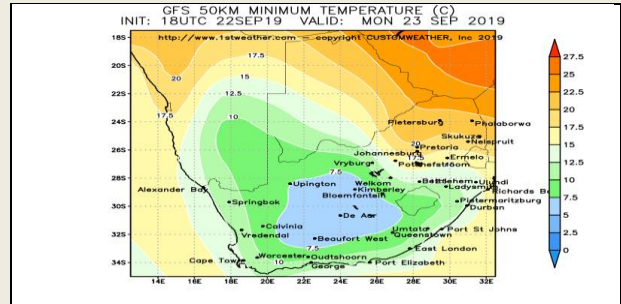 GFS 50KM MINIMUM TEMPERATURE (C)
INIT: 18UTC 22SEP19 VALID: MON 23 SEP 2019
http://www.1stweather.com — copyright CUSTOMWEATHER, Inc 2019
18S
20S
22S
24S
26S
28S
30S
32S
34S
14E 16E 18E 20E 22E 24E 26E 28E 30E 32E
17.5
20
15
12.5
17.5
10
Pietersburg
Phalaborwa
Skukuza
Nelspruit
20
Pretoria
Johannesburg
17.5
Ermelo
Vryburg
Potchefstroom
7.5
Welkom
Bethlehem
Ulundi
Alexander Bay
Upington
Kimberley
Ladysmith
Richards Ba
Bloemfontein
Springbok
Pietermaritzburg
De Aar
Durban
Calvinia
Umtata
Port St Johns
Vredendal
Beaufort West
Queenstown
7.5
East London
Worcester
Oudtshoorn
Cape Town
10
George
Port Elizabeth
27.5
25
22.5
20
17.5
15
12.5
10
7.5
5
2.5
0